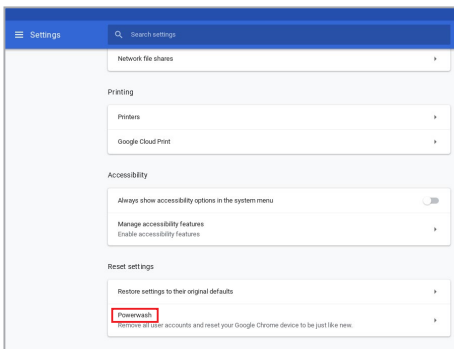 Settings
Search settings
Network file shares
Printing
Printers
Google Cloud Print
Accessibility
Always show accessibility options in the system menu
Manage accessibility features
Enable accessibility features
Reset settings
Restore settings to their original defaults
Powerwash
Remove all user accounts and reset your Google Chrome device to be just like new.